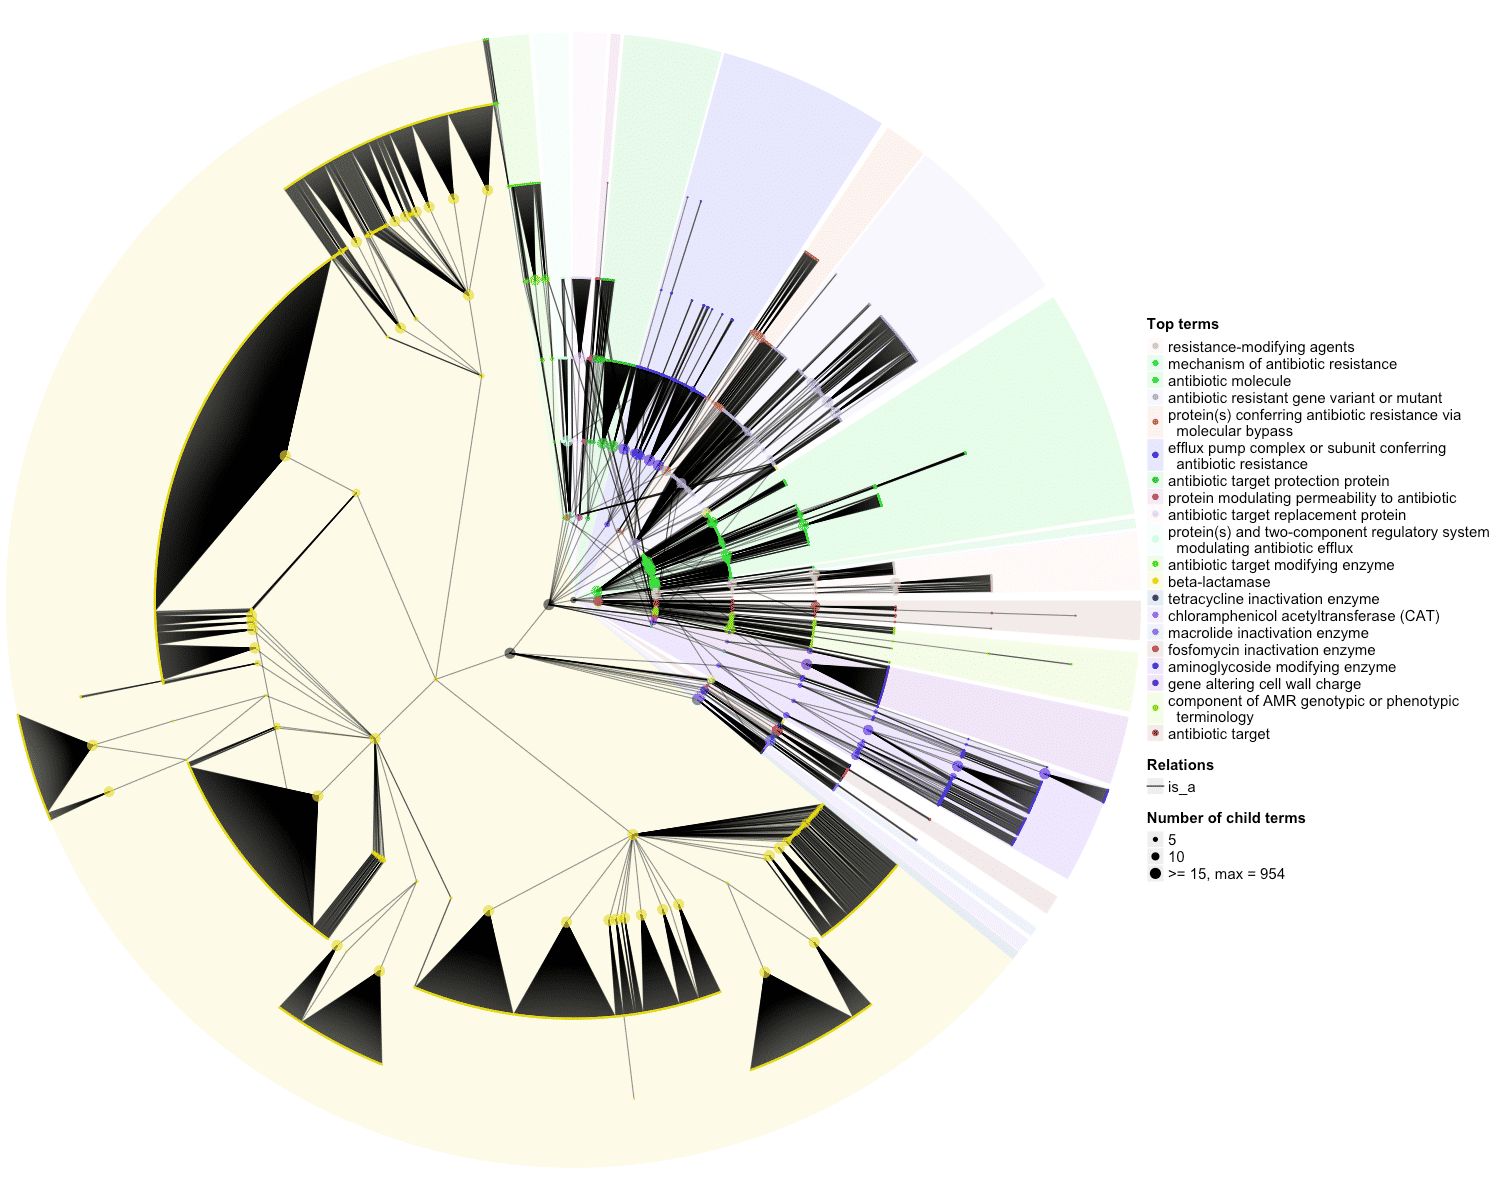 Top terms
resistance-modifying agents
mechanism of antibiotic resistance
antibiotic molecule
antibiotic resistant gene variant or mutant
protein(s) conferring antibiotic resistance via
molecular bypass
efflux pump complex or subunit conferring
antibiotic resistance
antibiotic target protection protein
protein modulating permeability to antibiotic
antibiotic target replacement protein
protein(s) and two-component regulatory system
modulating antibiotic efflux
antibiotic target modifying enzyme
beta-lactamase
tetracycline inactivation enzyme
chloramphenicol acetyltransferase (CAT)
macrolide inactivation enzyme
fosfomycin inactivation enzyme
aminoglycoside modifying enzyme
gene altering cell wall charge
component of AMR genotypic or phenotypic
terminology
antibiotic target
Relations
is_a
Number of child terms
5
10
>= 15, max = 954